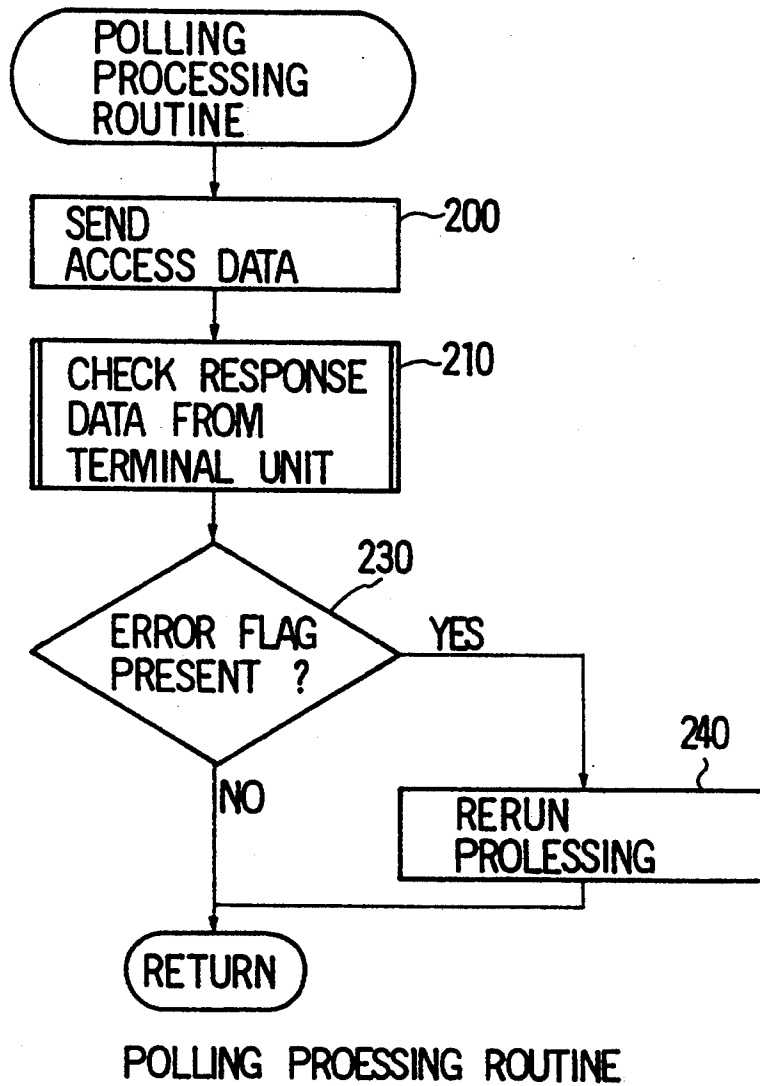 POLLING
PROCESSING
ROUTINE
SEND
ACCESS DATA
200
CHECK RESPONSE
DATA FROM
TERMINAL UNIT
210
230
ERROR FLAG
PRESENT ?
YES
NO
240
RERUN
PROLESSING
RETURN
POLLING PROESSING ROUTINE